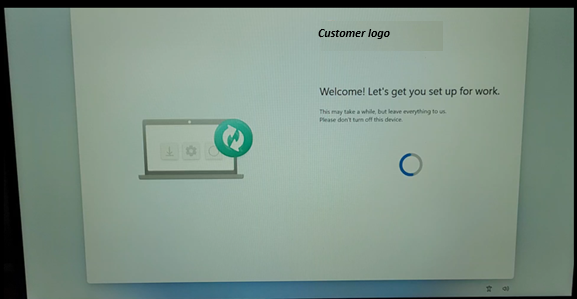 Customer logo
Welcome! Let's get you set up for work.
This may take a while, but leave everything to us.
Please don't turn off this device.